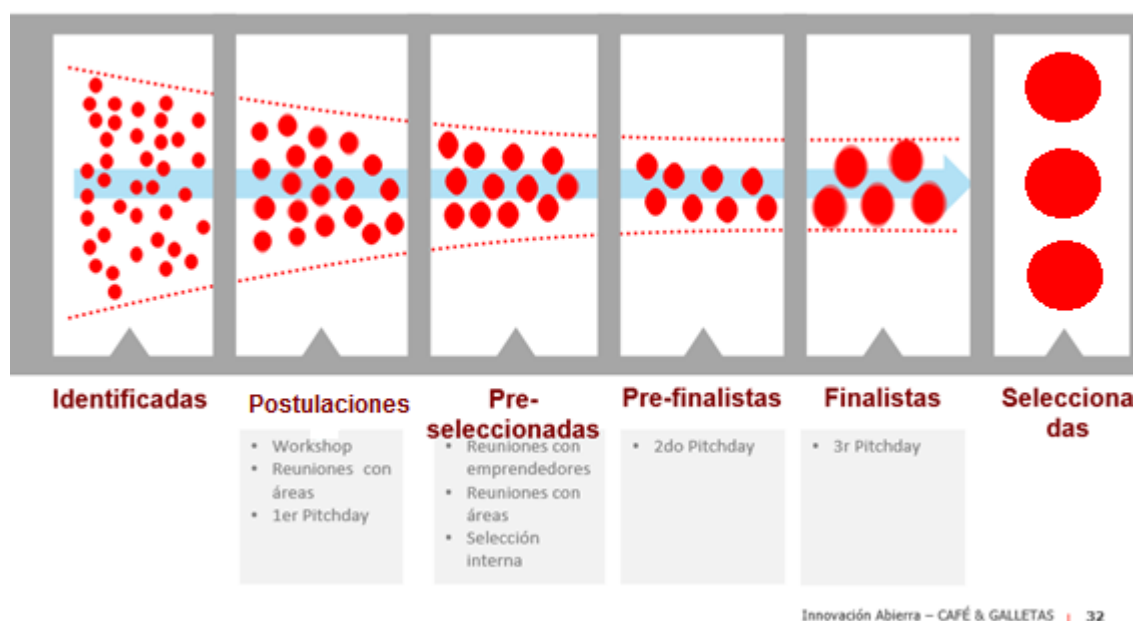 Identificadas
Postulaciones
Pre-
seleccionadas
Pre-finalistas
Finalistas
Selecciona
das
• Workshop
• Reuniones con
áreas
• 1er Pitchday
• Reuniones con
emprendedores
• Reuniones con
áreas
• Selección
interna
• 2do Pitchday
• 3r Pitchday
Innovación Abierra – CAFÉ & GALLETAS | 32